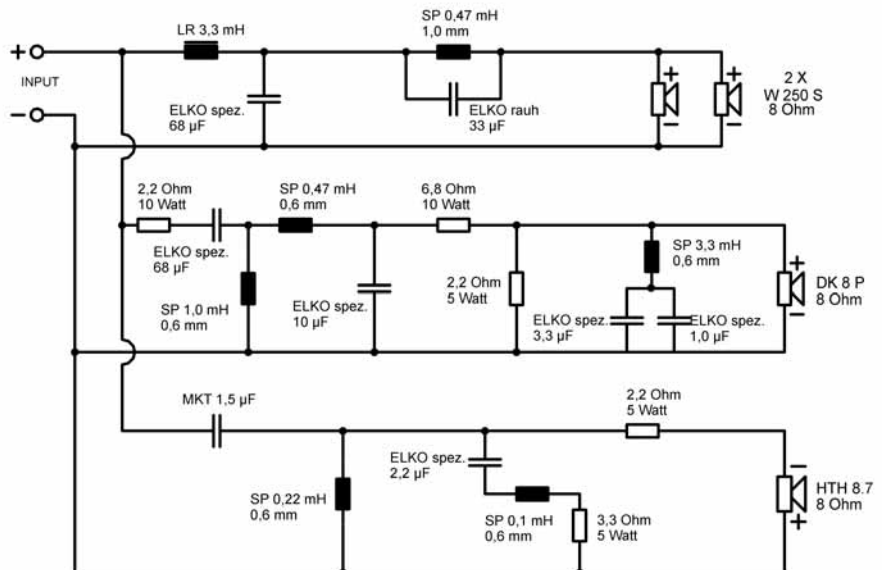 LR 3,3 mH
SP 0,47 mH
1,0 mm
+
INPUT
−
ELKO spez.
68 µF
ELKO rauh
33 µF
+
−
+
−
2 X
W 250 S
8 Ohm
2,2 Ohm
10 Watt
SP 0,47 mH
0,6 mm
6,8 Ohm
10 Watt
ELKO spez.
68 µF
SP 1,0 mH
0,6 mm
ELKO spez.
10 µF
2,2 Ohm
5 Watt
SP 3,3 mH
0,6 mm
ELKO spez.
3,3 µF
ELKO spez.
1,0 µF
+
−
DK 8 P
8 Ohm
MKT 1,5 µF
2,2 Ohm
5 Watt
ELKO spez.
2,2 µF
SP 0,22 mH
0,6 mm
SP 0,1 mH
0,6 mm
3,3 Ohm
5 Watt
−
+
HTH 8.7
8 Ohm